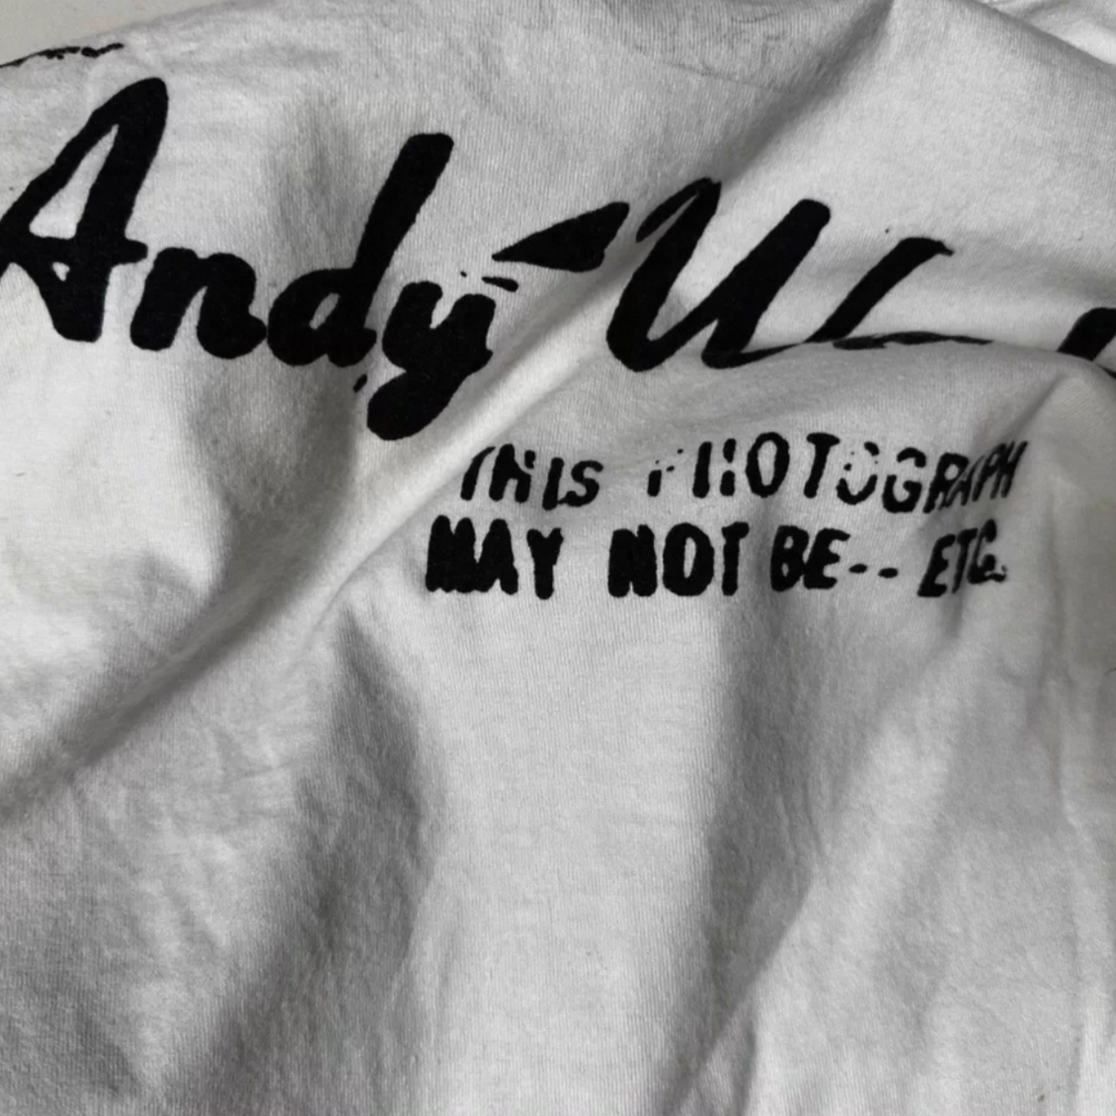 Andy
THIS PHOTOGRAPH
MAY NOT BE-- ETC.